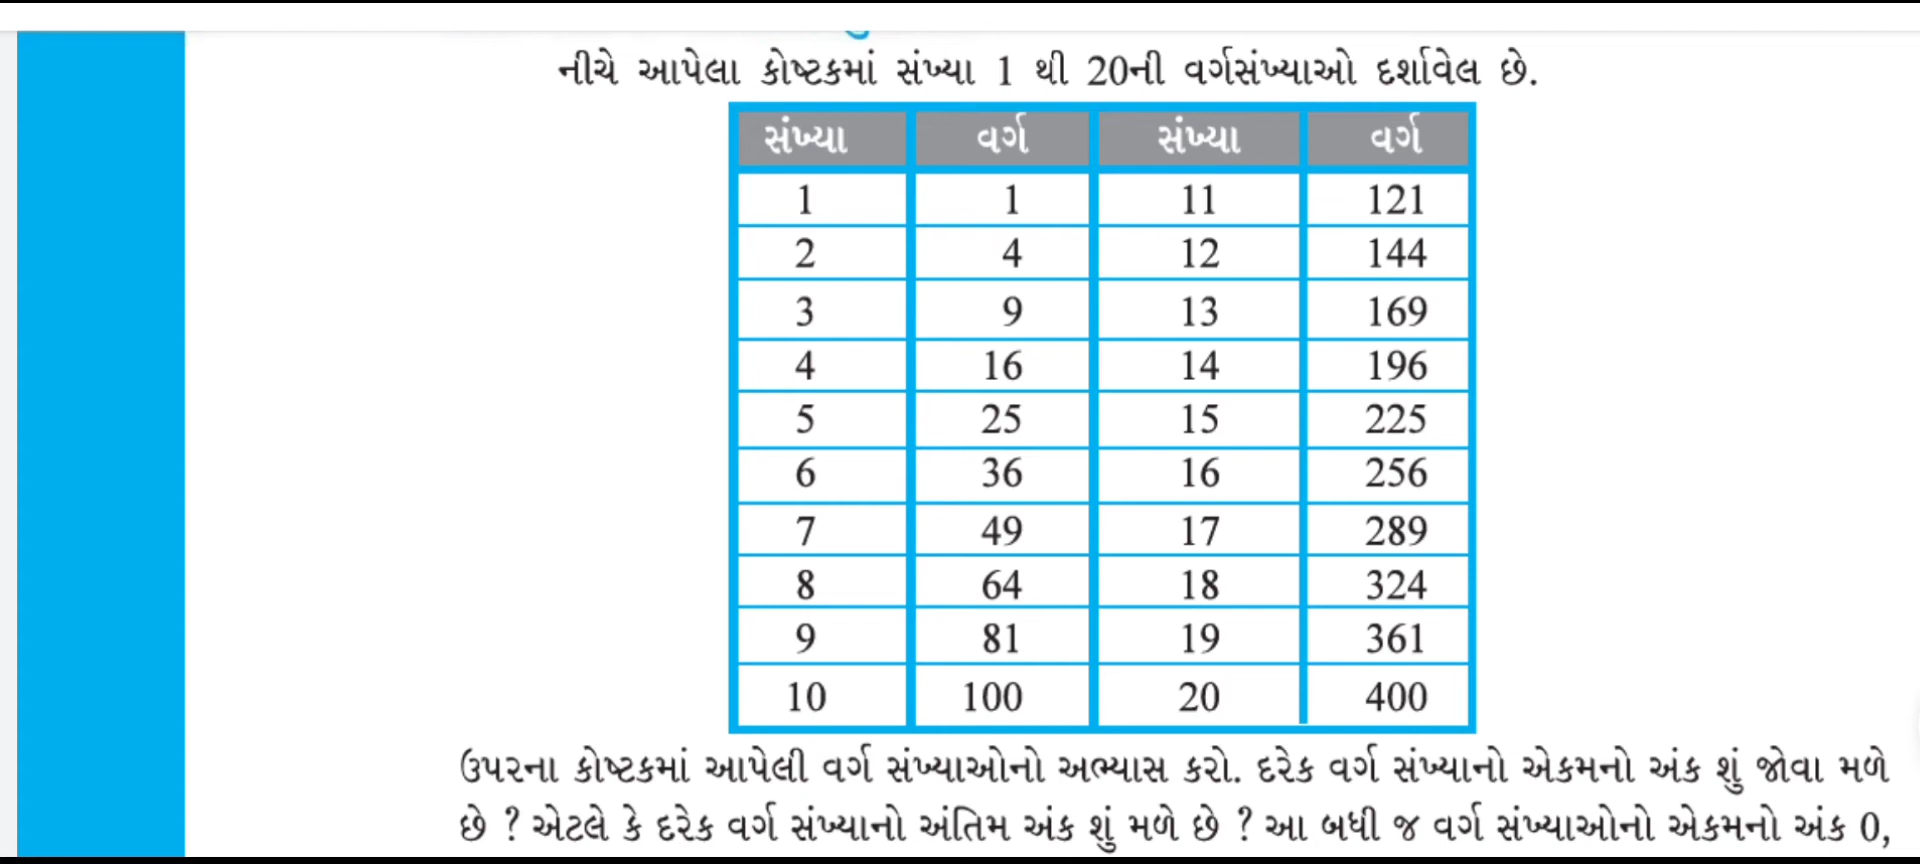 નીચે આપેલા કોષ્ટકમાં સંખ્યા 1 થી 20ની વર્ગસંખ્યાઓ દર્શાવેલ છે.
સંખ્યા વર્ગ સંખ્યા વર્ગ
1 1 11 121
2 4 12 144
3 9 13 169
4 16 14 196
5 25 15 225
6 36 16 256
7 49 17 289
8 64 18 324
9 81 19 361
10 100 20 400
ઉપરના કોષ્ટકમાં આપેલી વર્ગ સંખ્યાઓનો અભ્યાસ કરો. દરેક વર્ગ સંખ્યાનો એકમનો અંક શું જોવા મળે
છે ? એટલે કે દરેક વર્ગ સંખ્યાનો અંતિમ અંક શું મળે છે ? આ બધી જ વર્ગ સંખ્યાઓનો એકમનો અંક 0,